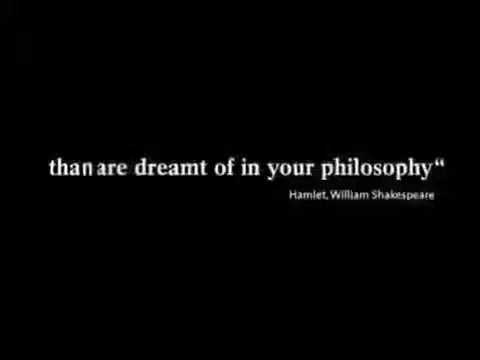 than are dreamt of in your philosophy“
Hamlet, William Shakespeare